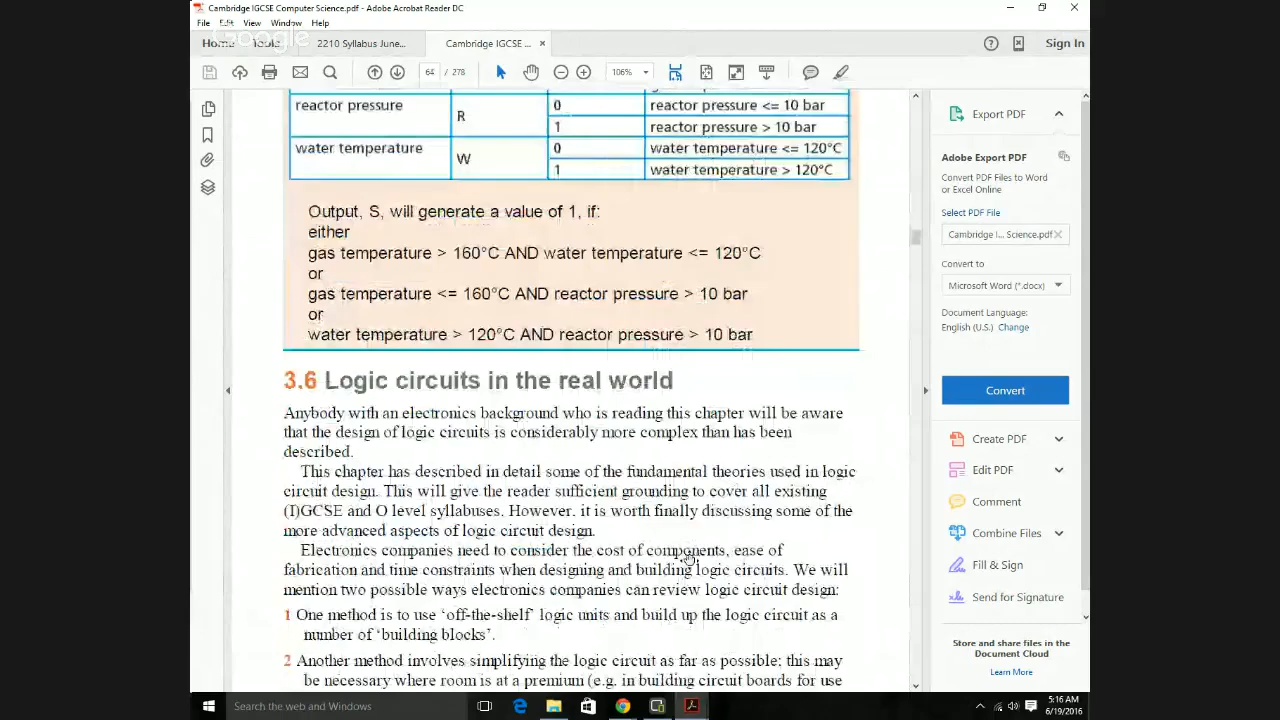 Cambridge IGCSE Computer Science.pdf - Adobe Acrobat Reader DC
File Edit View Window Help
Google
Home Tools 2210 Syllabus June... Cambridge IGCSE ... Sign In
64 / 278 106%
reactor pressure R 0 reactor pressure <= 10 bar
1 reactor pressure > 10 bar
water temperature W 0 water temperature <= 120°C
1 water temperature > 120°C
Output, S, will generate a value of 1, if:
either
gas temperature > 160°C AND water temperature <= 120°C
or
gas temperature <= 160°C AND reactor pressure > 10 bar
or
water temperature > 120°C AND reactor pressure > 10 bar
3.6 Logic circuits in the real world
Anybody with an electronics background who is reading this chapter will be aware
that the design of logic circuits is considerably more complex than has been
described.
This chapter has described in detail some of the fundamental theories used in logic
circuit design. This will give the reader sufficient grounding to cover all existing
(I)GCSE and O level syllabuses. However, it is worth finally discussing some of the
more advanced aspects of logic circuit design.
Electronics companies need to consider the cost of components, ease of
fabrication and time constraints when designing and building logic circuits. We will
mention two possible ways electronics companies can review logic circuit design:
1 One method is to use ‘off-the-shelf’ logic units and build up the logic circuit as a
number of ‘building blocks’.
2 Another method involves simplifying the logic circuit as far as possible; this may
be necessary where room is at a premium (e.g. in building circuit boards for use
Export PDF
Adobe Export PDF
Convert PDF Files to Word
or Excel Online
Select PDF File
Cambridge I... Science.pdf
Convert to
Microsoft Word (*.docx)
Document Language:
English (U.S.) Change
Convert
Create PDF
Edit PDF
Comment
Combine Files
Fill & Sign
Send for Signature
Store and share files in the
Document Cloud
Learn More
Search the web and Windows
5:16 AM
6/19/2016